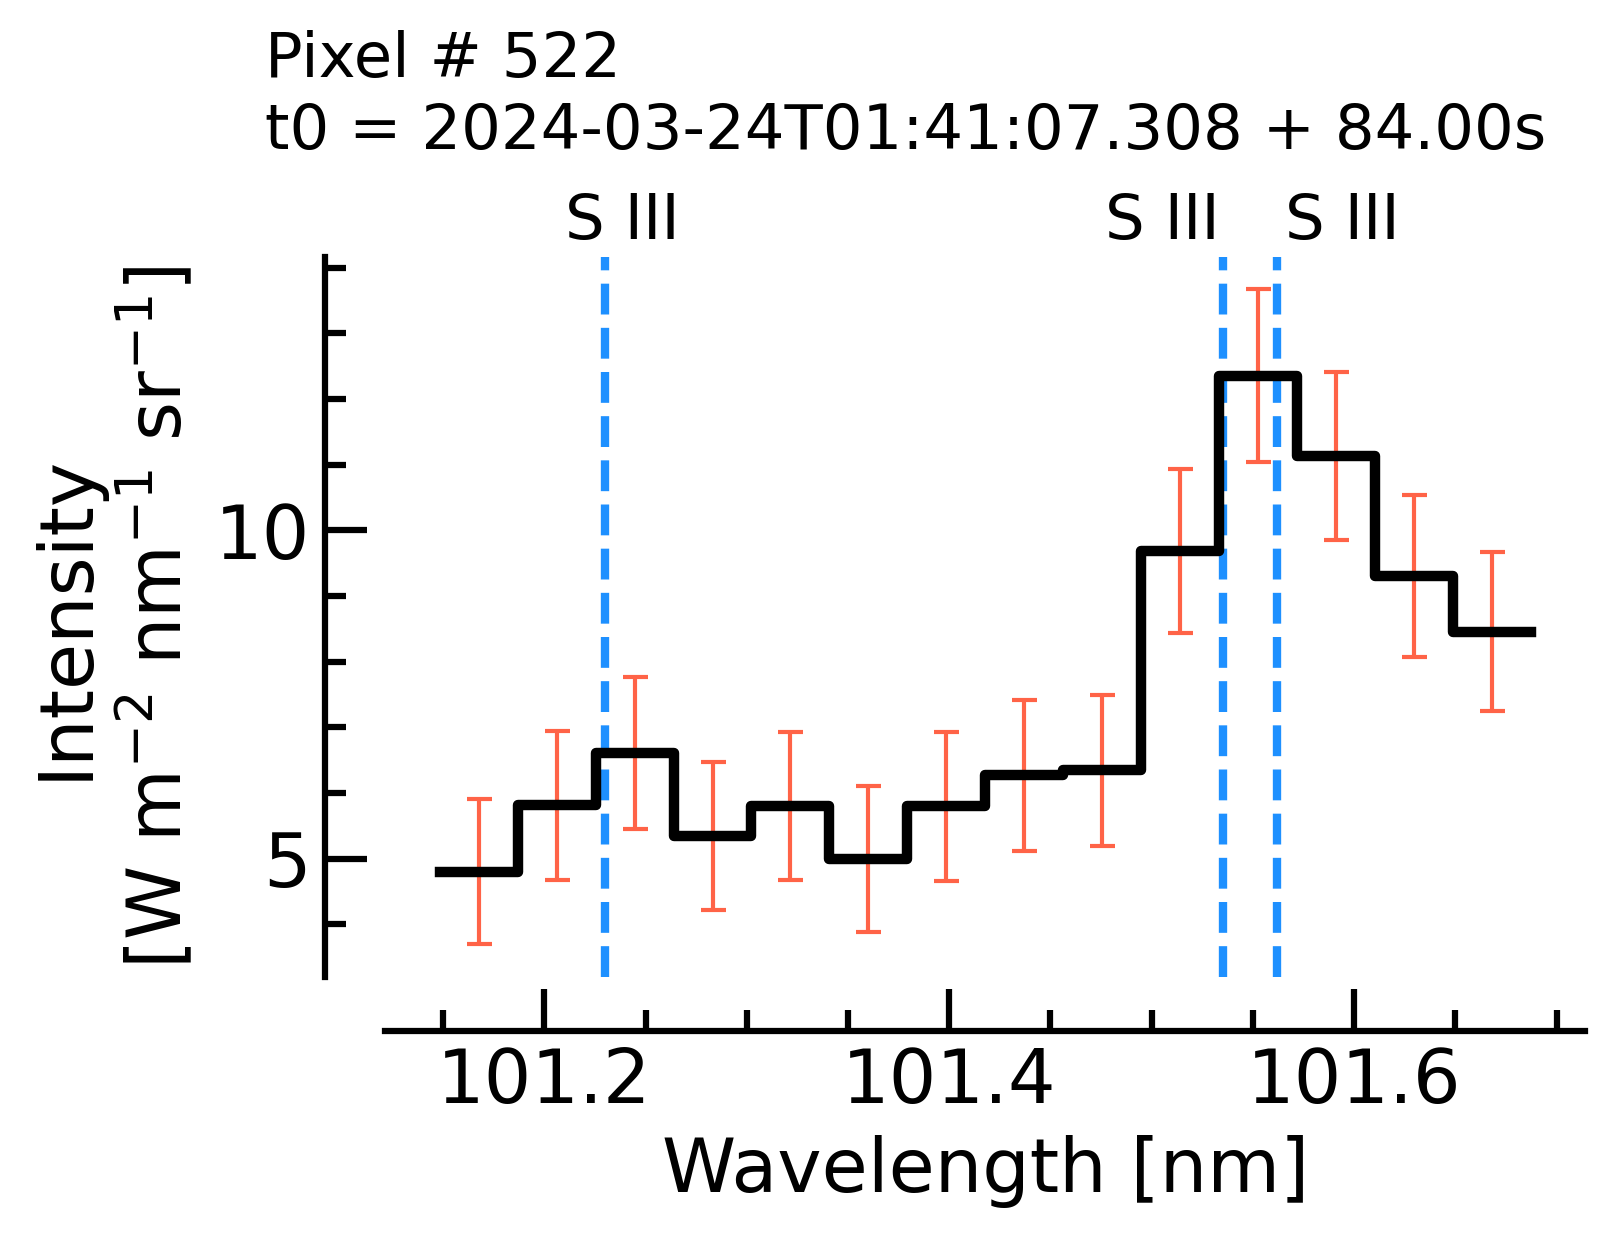 Pixel # 522
t0 = 2024-03-24T01:41:07.308 + 84.00s
S III S III S III
Intensity
[W m⁻² nm⁻¹ sr⁻¹]
10
5
101.2 101.4 101.6
Wavelength [nm]